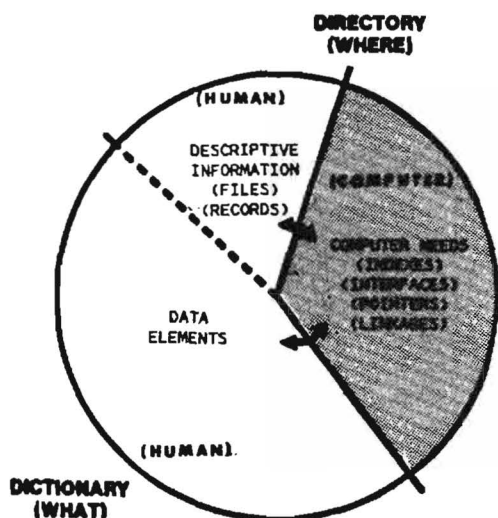 DIRECTORY
(WHERE)
(HUMAN)
DESCRIPTIVE
INFORMATION
(FILES)
(RECORDS)
(COMPUTER)
COMPUTER NEEDS
(INDEXES)
(INTERFACES)
(POINTERS)
(LINKAGES)
DATA
ELEMENTS
(HUMAN).
DICTIONARY
(WHAT)